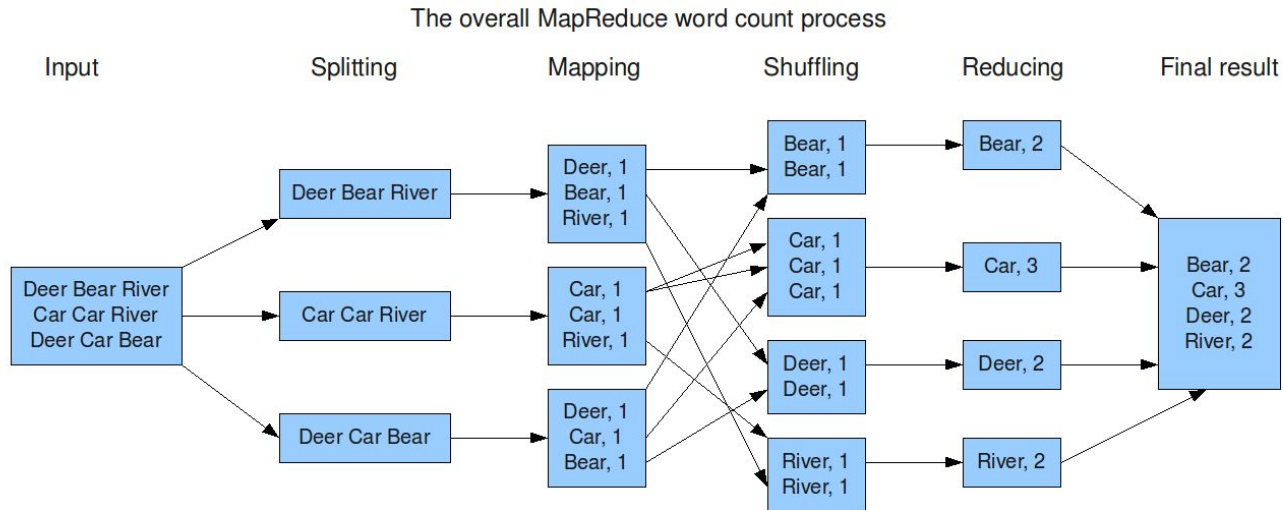 The overall MapReduce word count process
Input
Splitting
Mapping
Shuffling
Reducing
Final result
Deer Bear River
Car Car River
Deer Car Bear
Deer Bear River
Car Car River
Deer Car Bear
Deer, 1
Bear, 1
River, 1
Car, 1
Car, 1
River, 1
Deer, 1
Car, 1
Bear, 1
Bear, 1
Bear, 1
Car, 1
Car, 1
Car, 1
Deer, 1
Deer, 1
River, 1
River, 1
Bear, 2
Car, 3
Deer, 2
River, 2
Bear, 2
Car, 3
Deer, 2
River, 2